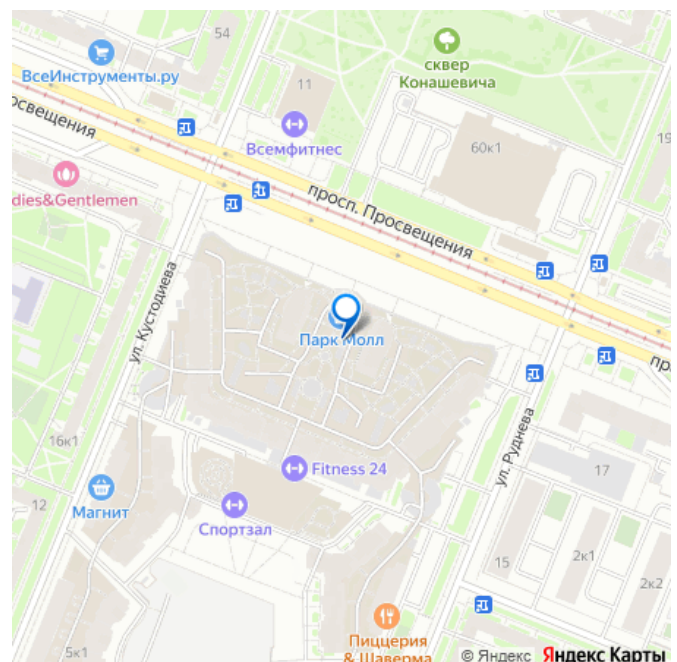 54
ВсеИнструменты.ру
сквер
Конашевича
11
19
освещения
Всемфитнес
60к1
dies&Gentlemen
просп. Просвещения
ул. Кустодиева
Парк Молл
пр
ул. Руднева
16к1
Fitness 24
17
12
Магнит
Спортзал
15
2к1
2к2
5к1
Пиццерия
& Шаверма
© Яндекс Яндекс Карты